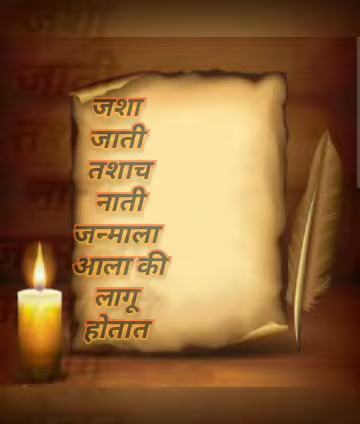 जशा
जाती
तशाच
नाती
जन्माला
आला की
लागू
होतात